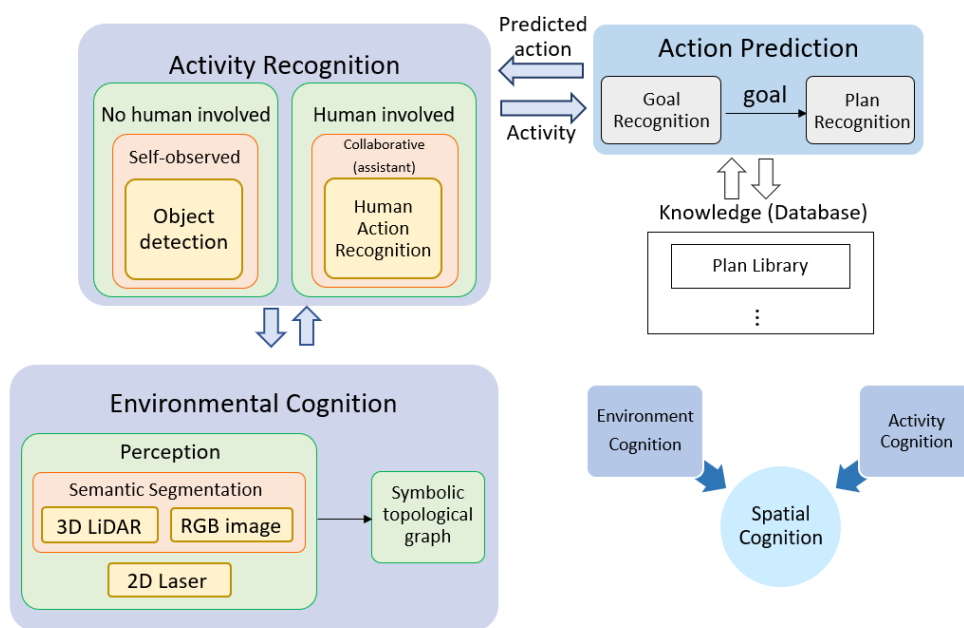 Activity Recognition
No human involved
Self-observed
Object
detection
Human involved
Collaborative
(assistant)
Human
Action
Recognition
Predicted
action
Activity
Action Prediction
Goal
Recognition
goal
Plan
Recognition
Knowledge (Database)
Plan Library
⋮
Environmental Cognition
Perception
Semantic Segmentation
3D LiDAR
RGB image
2D Laser
Symbolic
topological
graph
Environment
Cognition
Activity
Cognition
Spatial
Cognition